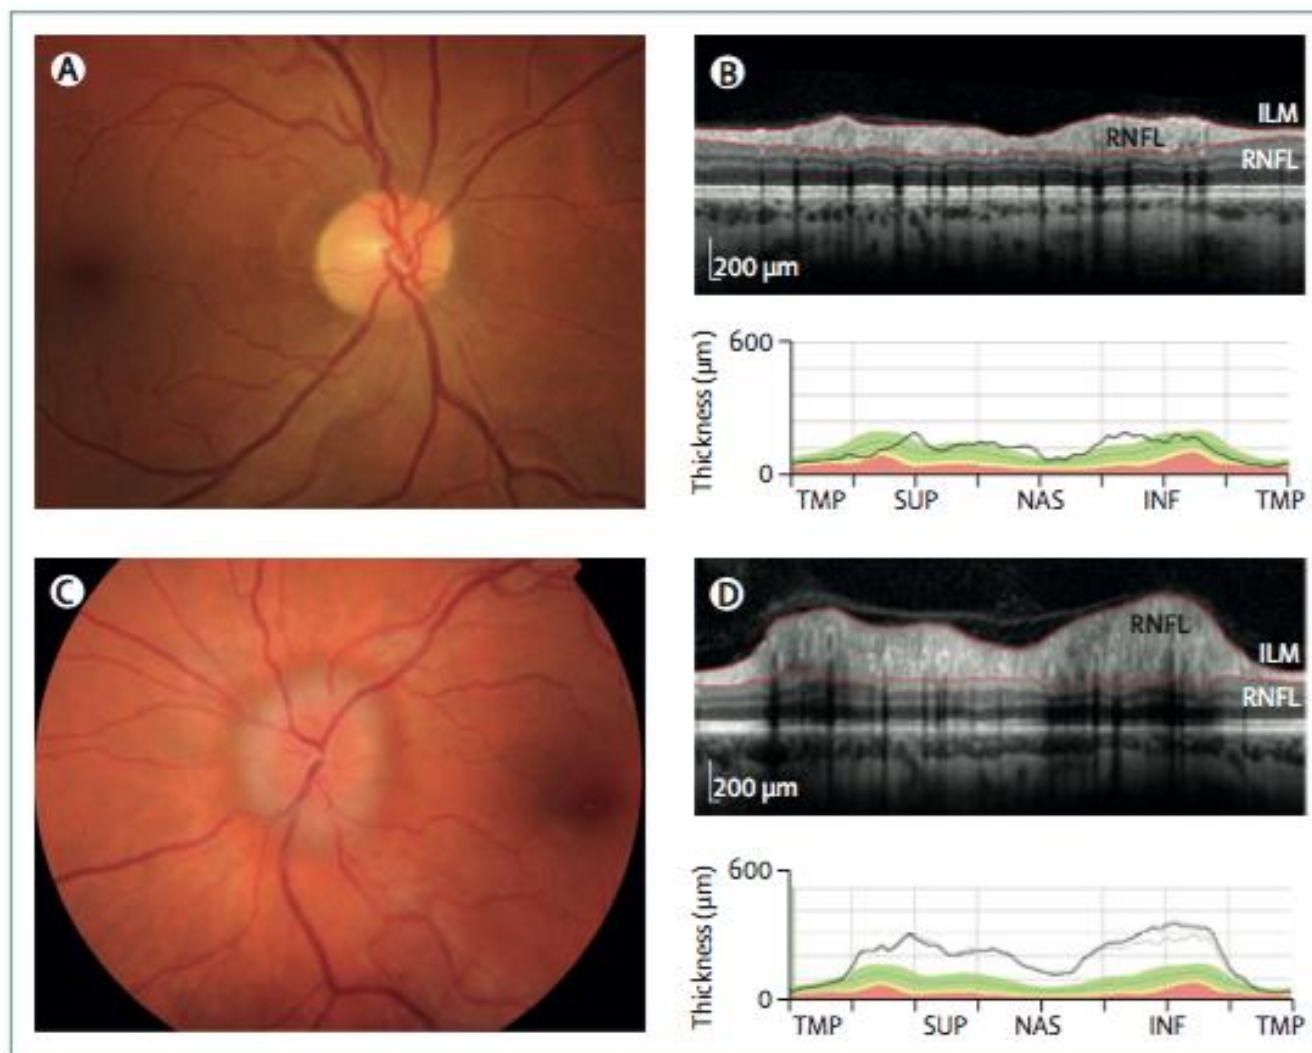 A
B
ILM
RNFL
RNFL
200 μm
Thickness (μm)
600
0
TMP SUP NAS INF TMP
C
D
RNFL
ILM
RNFL
200 μm
Thickness (μm)
600
0
TMP SUP NAS INF TMP